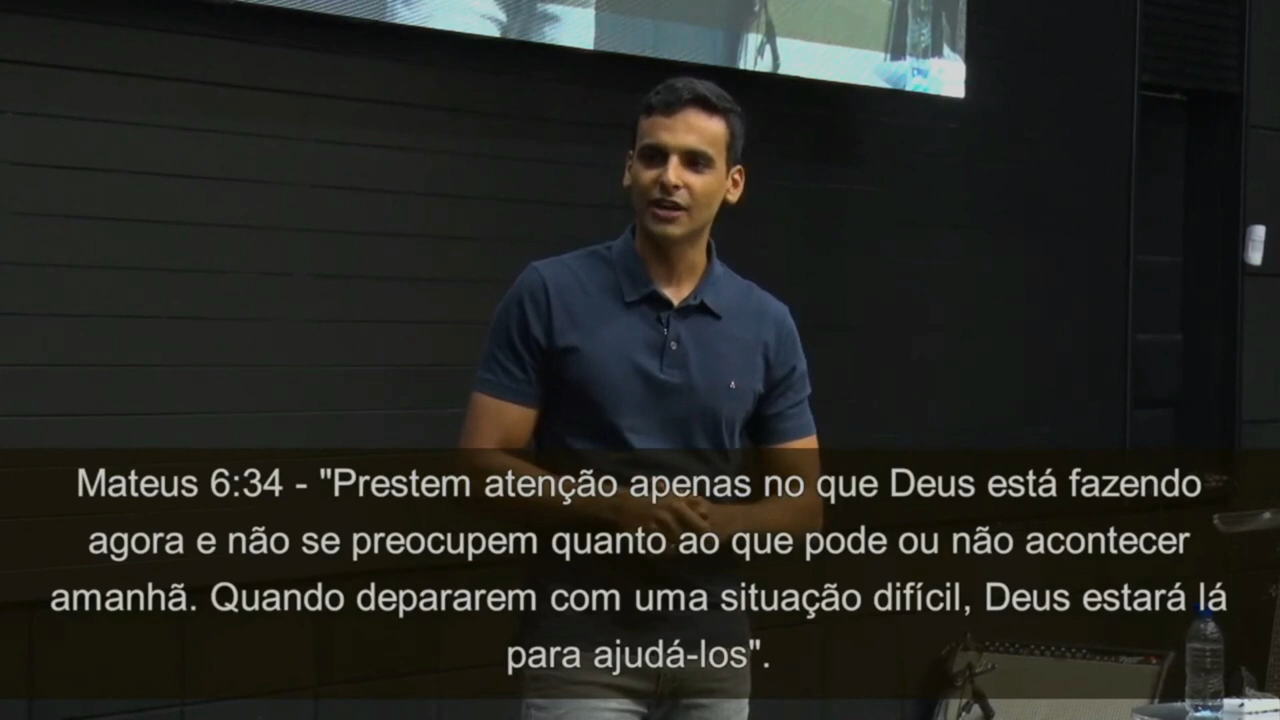 Mateus 6:34 - "Prestem atenção apenas no que Deus está fazendo
agora e não se preocupem quanto ao que pode ou não acontecer
amanhã. Quando depararem com uma situação difícil, Deus estará lá
para ajudá-los".